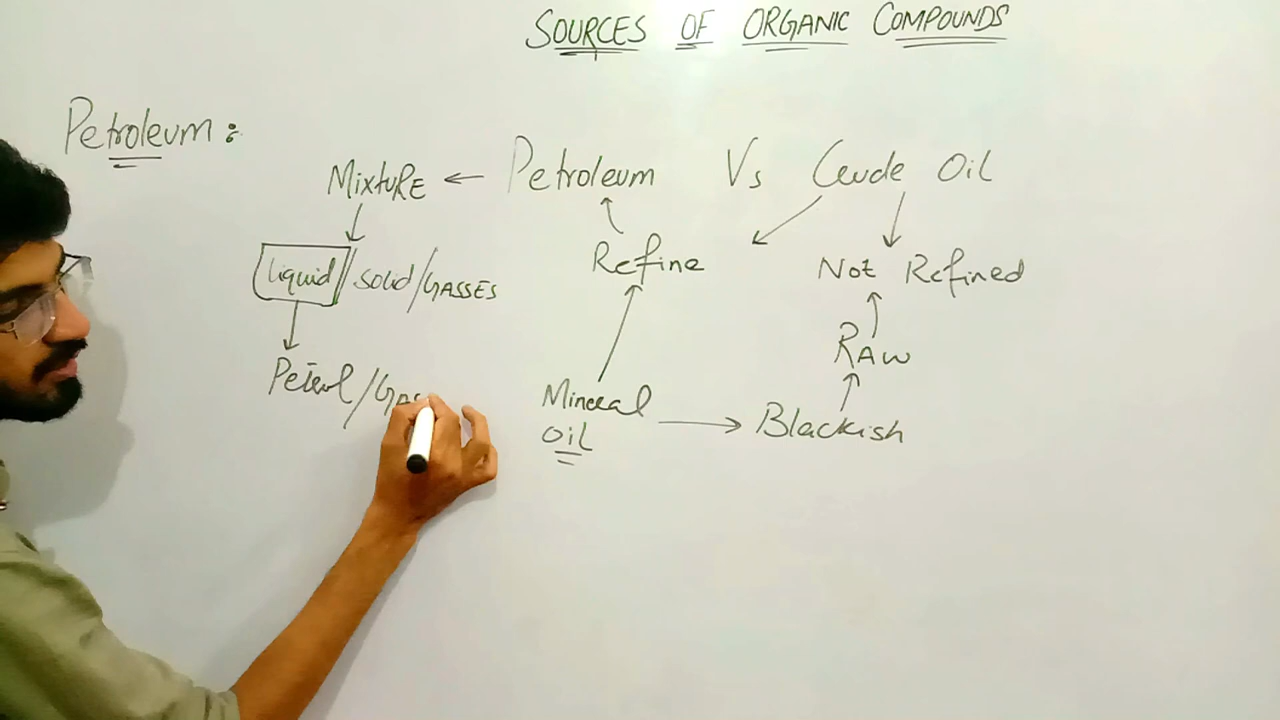 SOURCES OF ORGANIC COMPOUNDS
Petroleum:
MIXTURE ← Petroleum Vs Crude Oil
liquid/solid/GASSES
Refine
Not Refined
RAW
Petrol/GAS
Mineral → Blackish
Oil